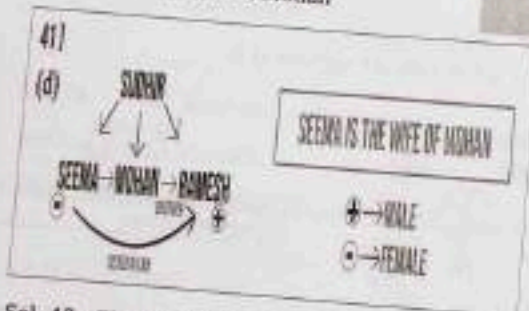 41]
(d)
SUDHIR
SEEMA → MOHAN → RAMESH
SEEMA IS THE WIFE OF MOHAN
→ MALE
→ FEMALE